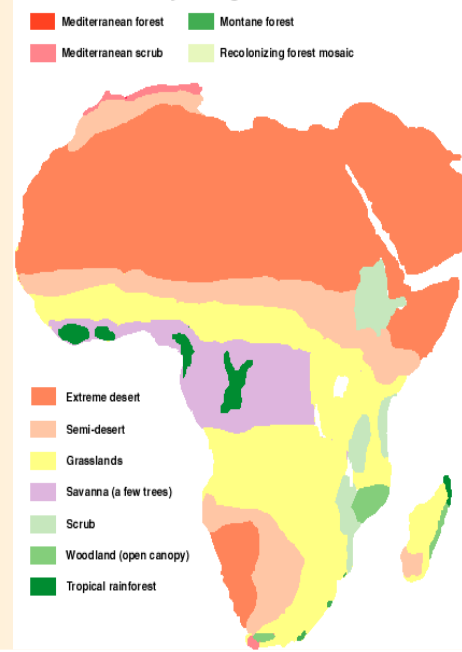 Mediterranean forest
Montane forest
Mediterranean scrub
Recolonizing forest mosaic
Extreme desert
Semi-desert
Grasslands
Savanna (a few trees)
Scrub
Woodland (open canopy)
Tropical rainforest